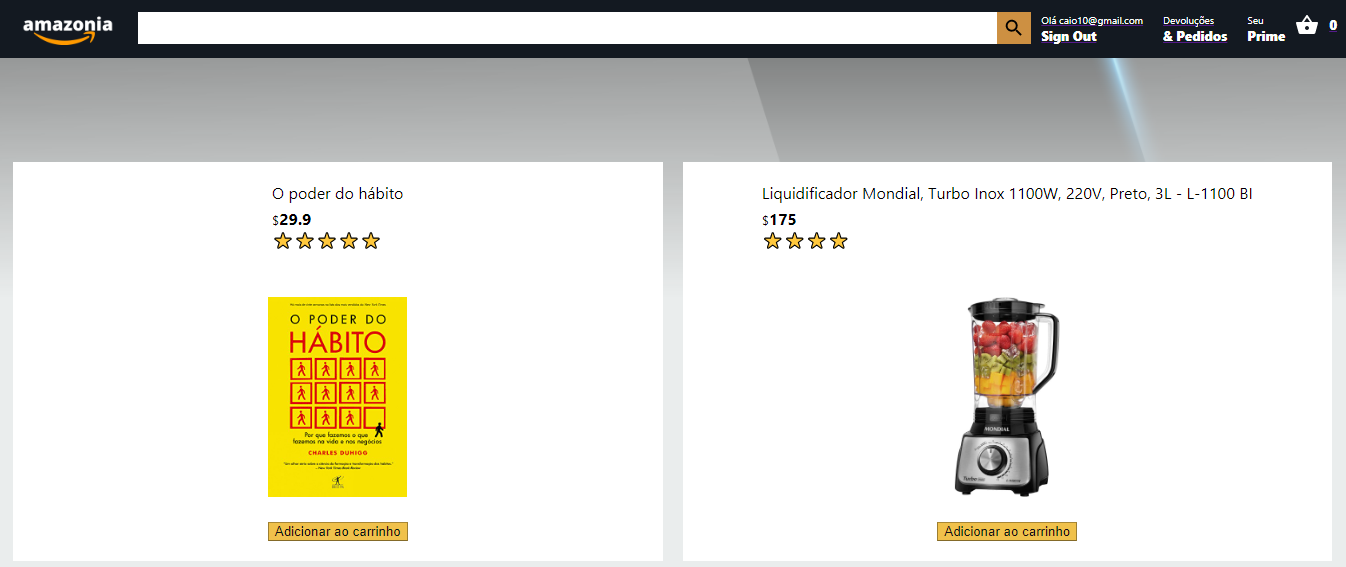 amazonia
Olá caio10@gmail.com
Sign Out
Devoluções
& Pedidos
Seu
Prime
0
O poder do hábito
$29.9
O PODER DO
HÁBITO
Por que fazemos o que
fazemos na vida e nos negócios
CHARLES DUHIGG
Adicionar ao carrinho
Liquidificador Mondial, Turbo Inox 1100W, 220V, Preto, 3L - L-1100 BI
$175
MONDIAL
Adicionar ao carrinho